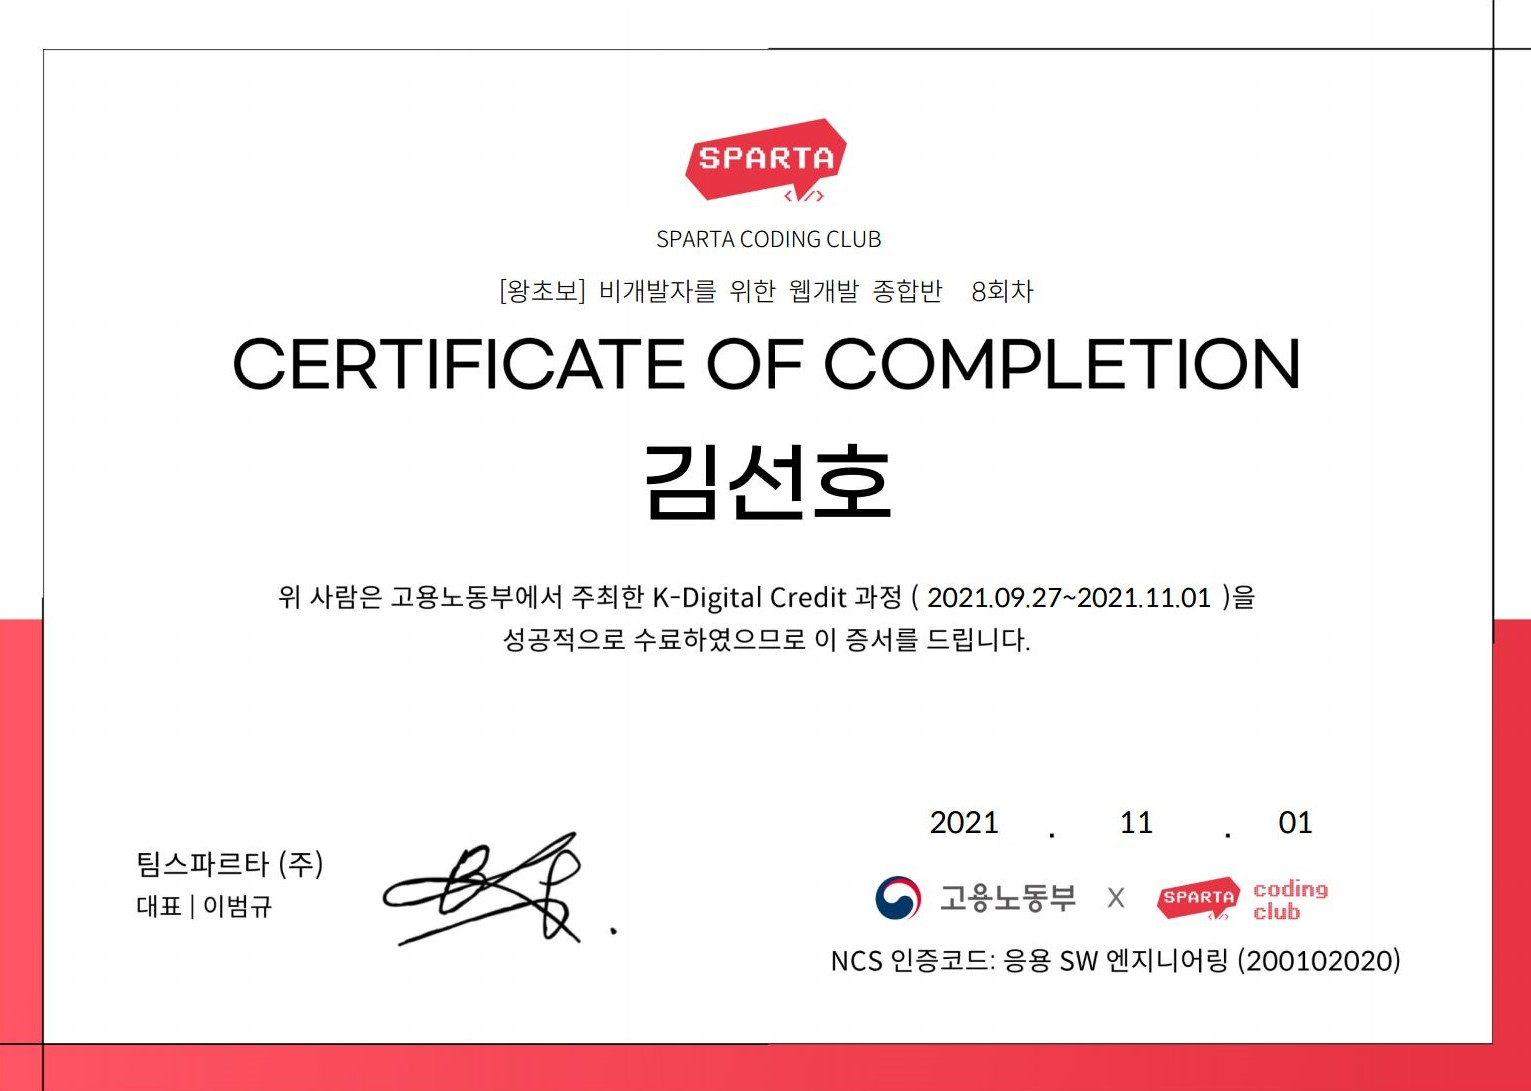 SPARTA
</>
SPARTA CODING CLUB
[왕초보] 비개발자를 위한 웹개발 종합반 8회차
CERTIFICATE OF COMPLETION
김선호
위 사람은 고용노동부에서 주최한 K-Digital Credit 과정 ( 2021.09.27~2021.11.01 )을
성공적으로 수료하였으므로 이 증서를 드립니다.
2021 . 11 . 01
팀스파르타 (주)
대표 | 이범규
고용노동부 X SPARTA </> coding club
NCS 인증코드: 응용 SW 엔지니어링 (200102020)